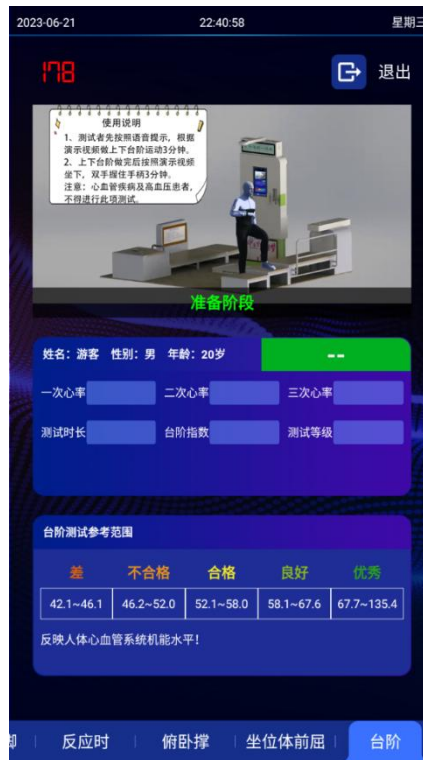 2023-06-21 22:40:58 星期三
178 退出
使用说明
1、测试者先按照语音提示，根
据演示视频做上下台阶运动3分钟。
2、上下台阶做完后按照演示视频
坐下，双手握住手柄3分钟。
注意：心血管疾病及高血压患者，
不得进行此项测试。
准备阶段
姓名：游客 性别：男 年龄：20岁 --
一次心率 二次心率 三次心率
测试时长 台阶指数 测试等级
台阶测试参考范围
差 不合格 合格 良好 优秀
42.1~46.1 46.2~52.0 52.1~58.0 58.1~67.6 67.7~135.4
反映人体心血管系统机能水平！
反应时 俯卧撑 坐位体前屈 台阶